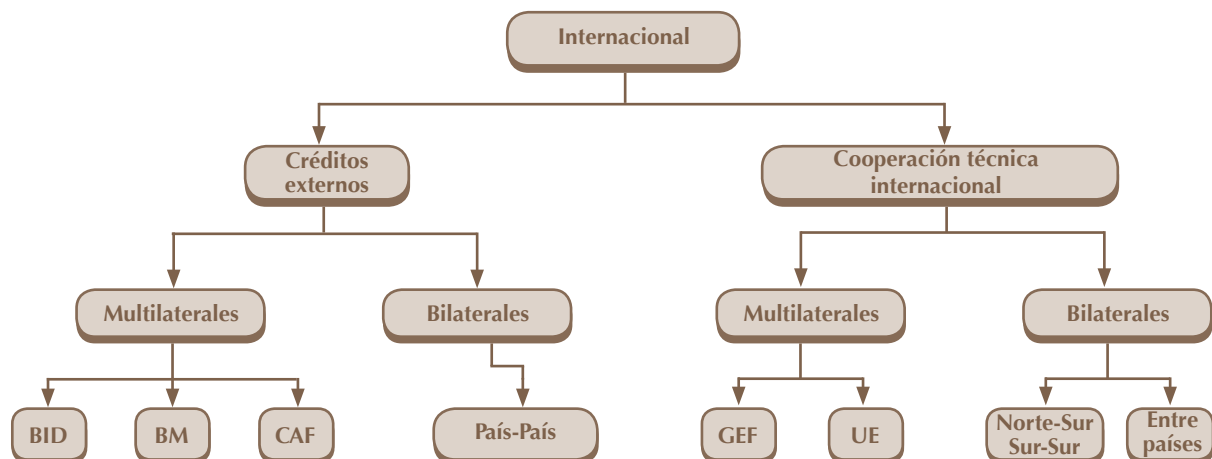 Internacional
Créditos
externos
Cooperación técnica
internacional
Multilaterales
Bilaterales
Multilaterales
Bilaterales
BID
BM
CAF
País-País
GEF
UE
Norte-Sur
Sur-Sur
Entre
países